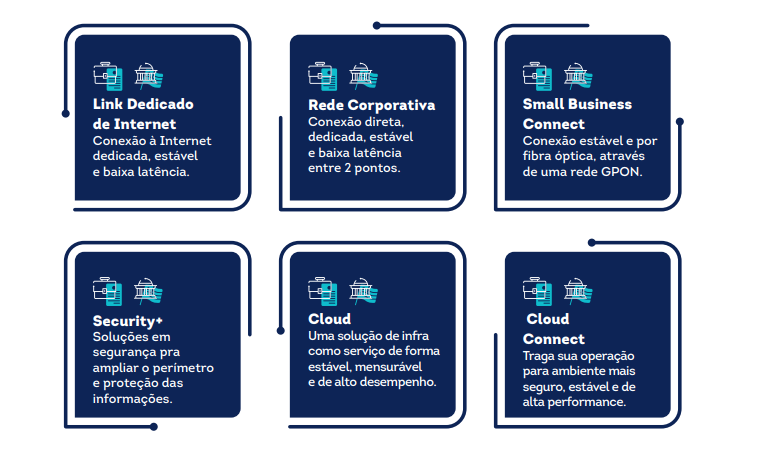 Link Dedicado
de Internet
Conexão à Internet
dedicada, estável
e baixa latência.
Rede Corporativa
Conexão direta,
dedicada, estável
e baixa latência
entre 2 pontos.
Small Business
Connect
Conexão estável e por
fibra óptica, através
de uma rede GPON.
Security+
Soluções em
segurança pra
ampliar o perímetro
e proteção das
informações.
Cloud
Uma solução de infra
como serviço de forma
estável, mensurável
e de alto desempenho.
Cloud
Connect
Traga sua operação
para ambiente mais
seguro, estável e de
alta performance.